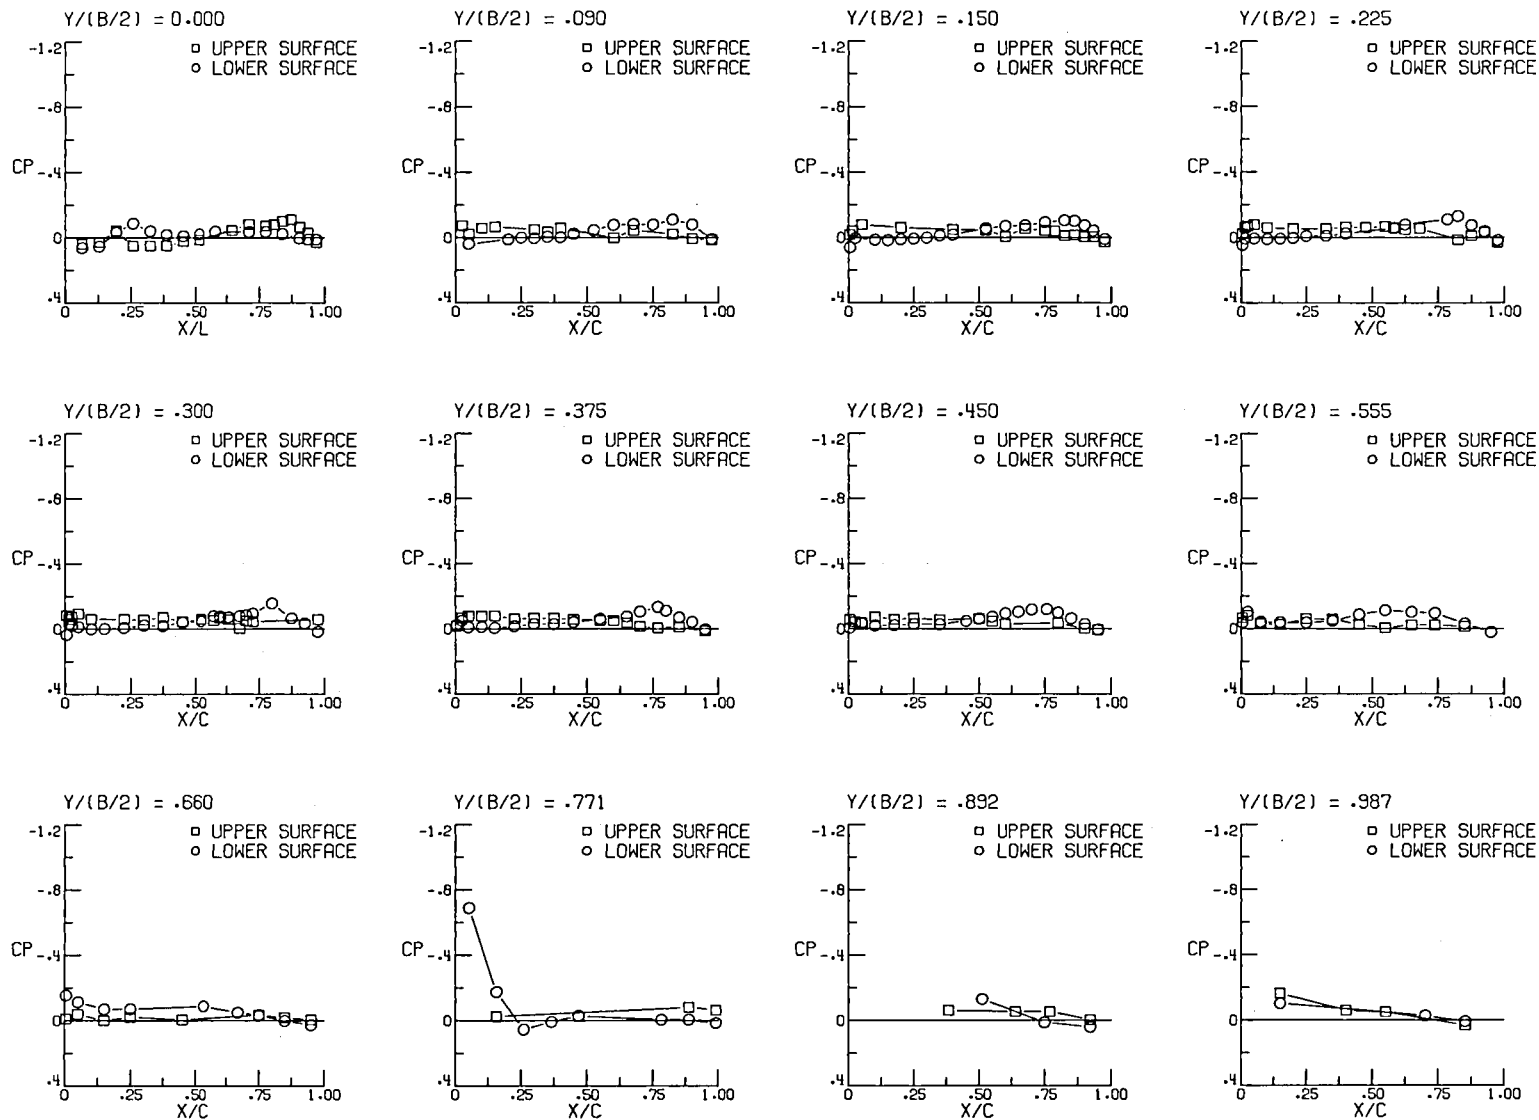 Y/(B/2) = 0.000
□ UPPER SURFACE
○ LOWER SURFACE
-1.2
-.8
CP -.4
0
.4
0 .25 .50 .75 1.00
X/L
Y/(B/2) = .090
□ UPPER SURFACE
○ LOWER SURFACE
-1.2
-.8
CP -.4
0
.4
0 .25 .50 .75 1.00
X/C
Y/(B/2) = .150
□ UPPER SURFACE
○ LOWER SURFACE
-1.2
-.8
CP -.4
0
.4
0 .25 .50 .75 1.00
X/C
Y/(B/2) = .225
□ UPPER SURFACE
○ LOWER SURFACE
-1.2
-.8
CP -.4
0
.4
0 .25 .50 .75 1.00
X/C
Y/(B/2) = .300
□ UPPER SURFACE
○ LOWER SURFACE
-1.2
-.8
CP -.4
0
.4
0 .25 .50 .75 1.00
X/C
Y/(B/2) = .375
□ UPPER SURFACE
○ LOWER SURFACE
-1.2
-.8
CP -.4
0
.4
0 .25 .50 .75 1.00
X/C
Y/(B/2) = .450
□ UPPER SURFACE
○ LOWER SURFACE
-1.2
-.8
CP -.4
0
.4
0 .25 .50 .75 1.00
X/C
Y/(B/2) = .555
□ UPPER SURFACE
○ LOWER SURFACE
-1.2
-.8
CP -.4
0
.4
0 .25 .50 .75 1.00
X/C
Y/(B/2) = .660
□ UPPER SURFACE
○ LOWER SURFACE
-1.2
-.8
CP -.4
0
.4
0 .25 .50 .75 1.00
X/C
Y/(B/2) = .771
□ UPPER SURFACE
○ LOWER SURFACE
-1.2
-.8
CP -.4
0
.4
0 .25 .50 .75 1.00
X/C
Y/(B/2) = .892
□ UPPER SURFACE
○ LOWER SURFACE
-1.2
-.8
CP -.4
0
.4
0 .25 .50 .75 1.00
X/C
Y/(B/2) = .987
□ UPPER SURFACE
○ LOWER SURFACE
-1.2
-.8
CP -.4
0
.4
0 .25 .50 .75 1.00
X/C